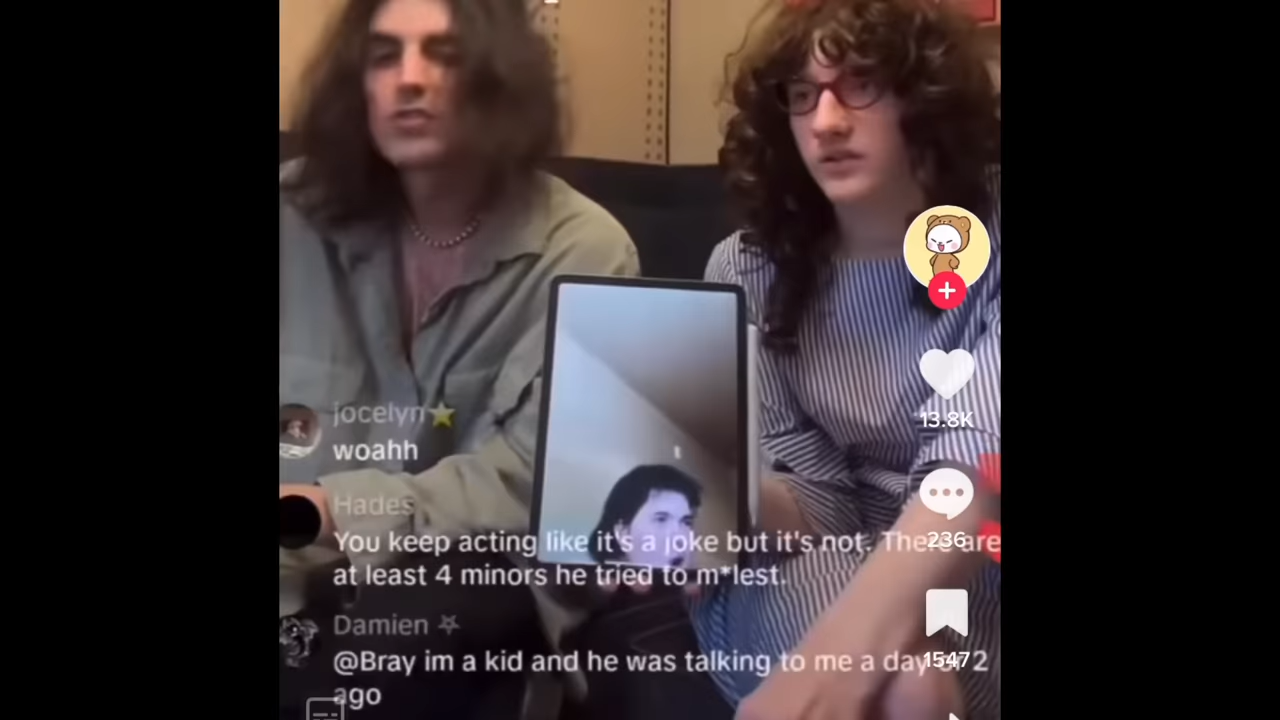 jocelyn⭐
woahh
13.8K
Hades
You keep acting like it's a joke but it's not. There are
at least 4 minors he tried to m*lest.
236
Damien ⛧
@Bray im a kid and he was talking to me a day or 2
ago
1547